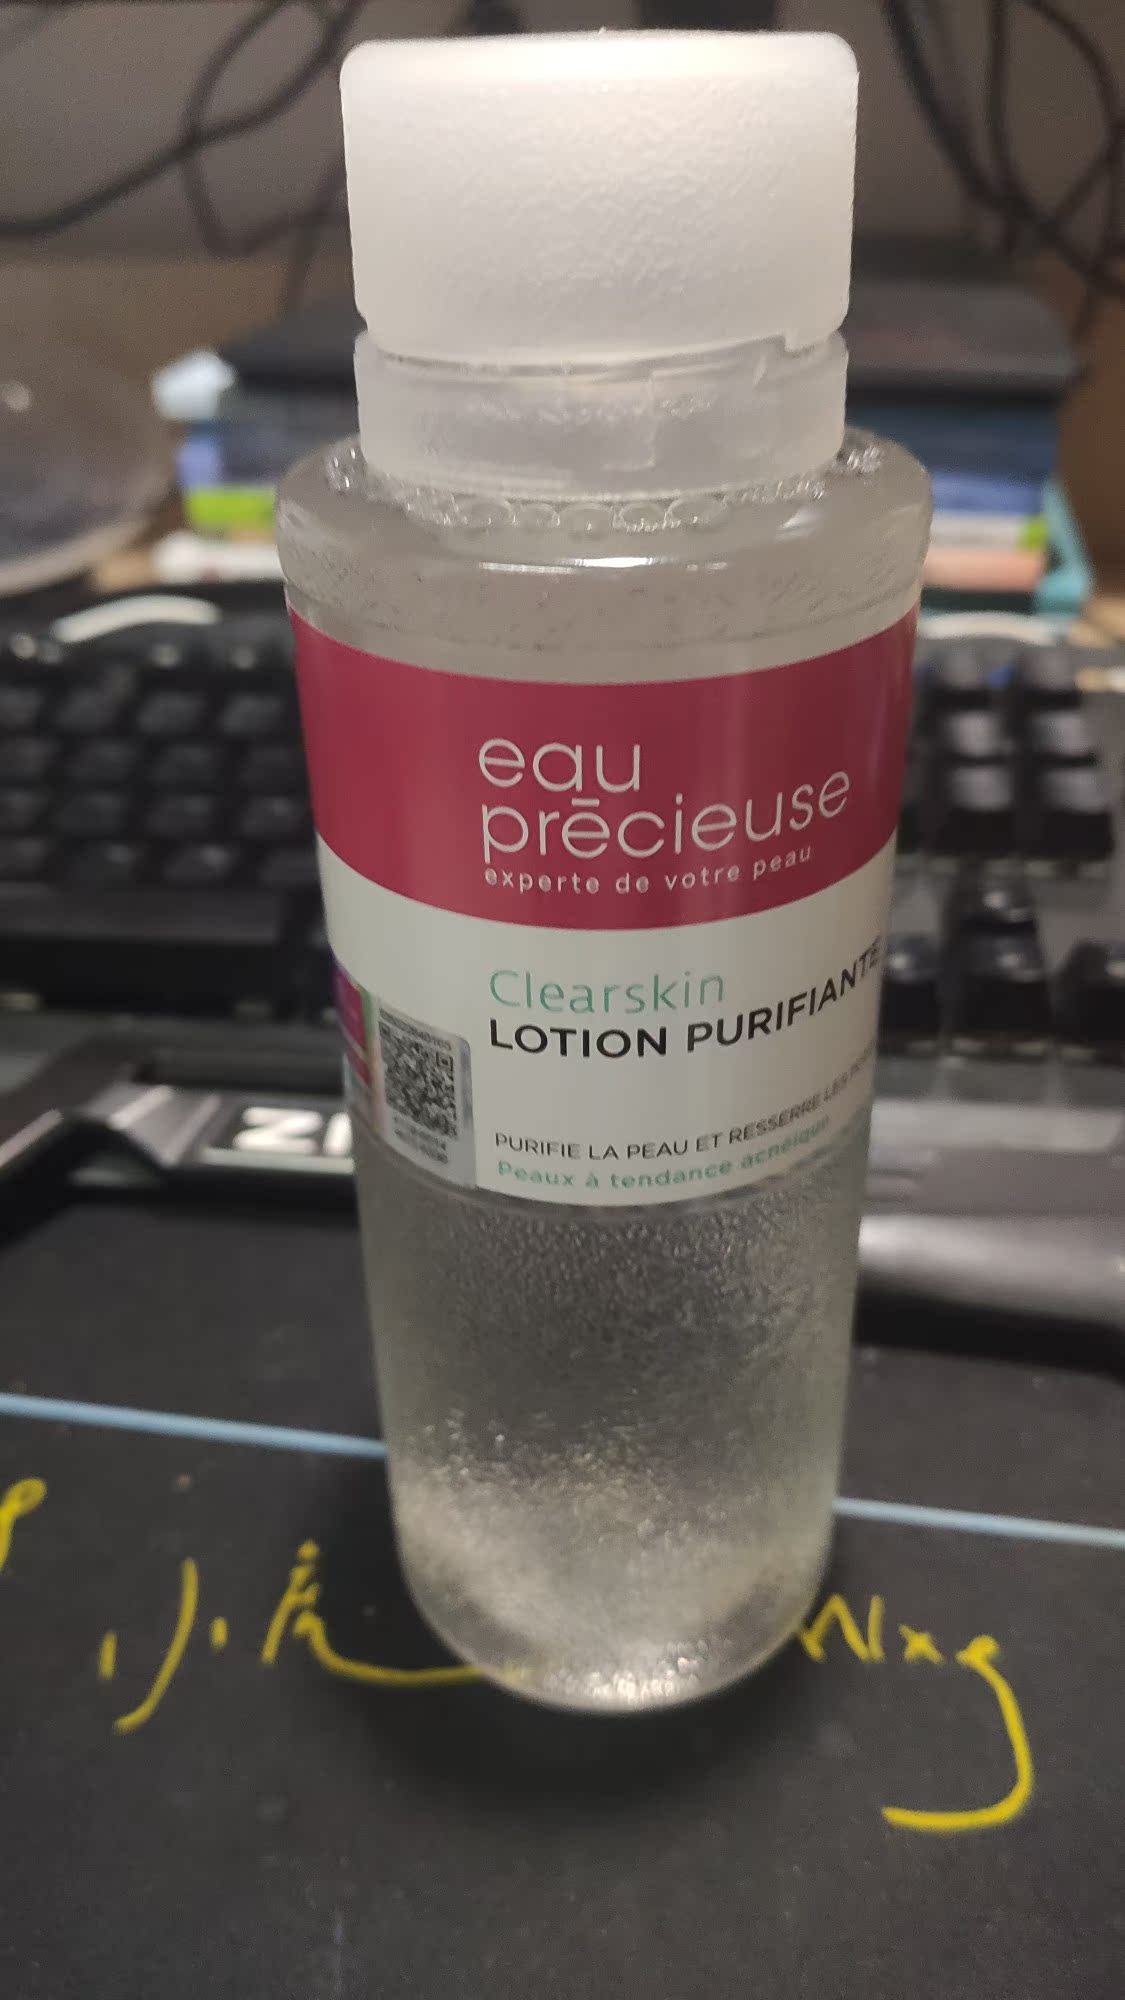 eau
prēcieuse
experte de votre peau
Clearskin
LOTION PURIFIANTE
PURIFIE LA PEAU ET RESSERRE LES
Peaux à tendance acnéique